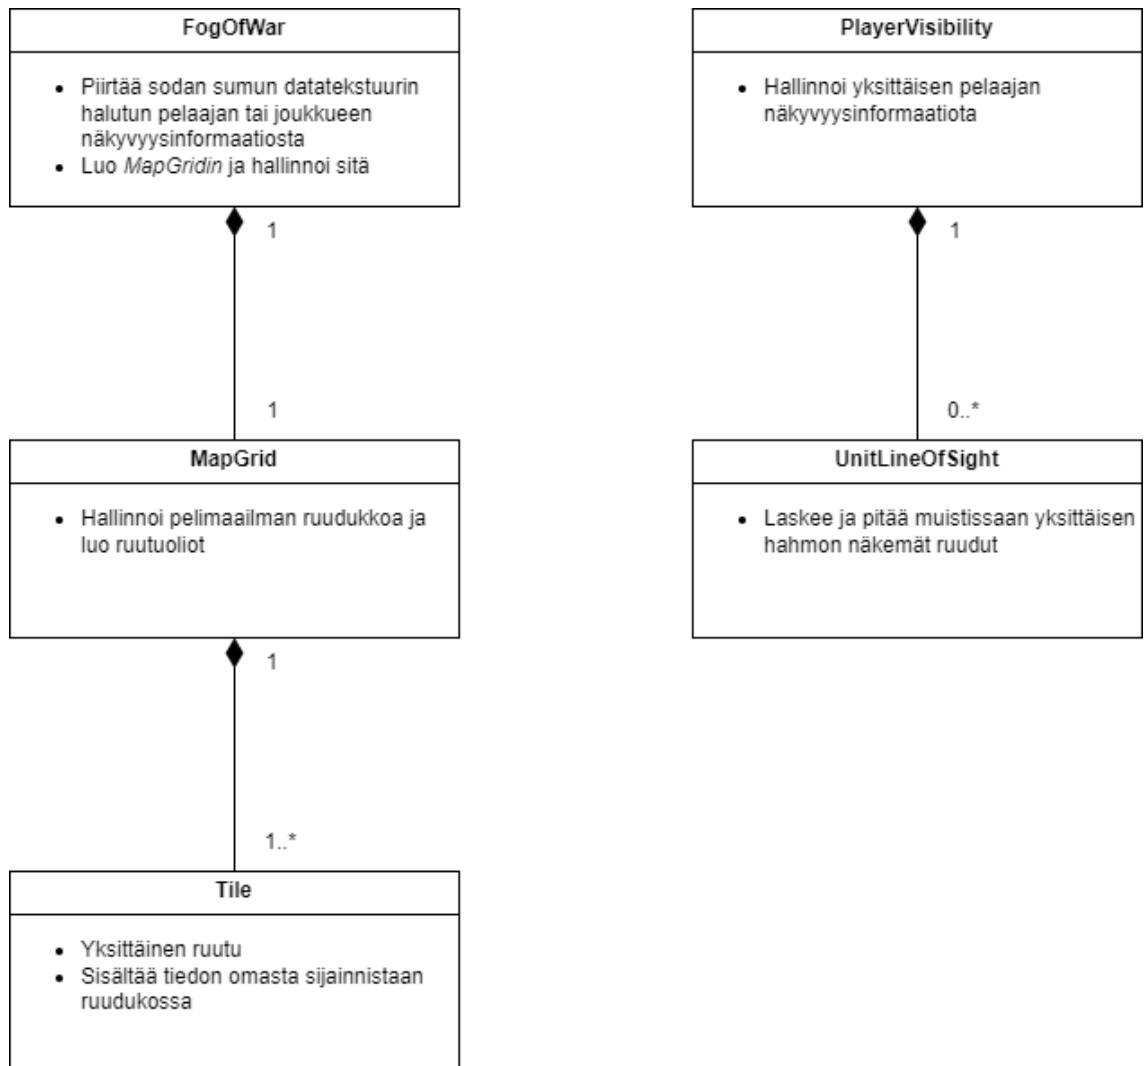 FogOfWar
• Piirtää sodan sumun datatekstuurin
halutun pelaajan tai joukkueen
näkyvyysinformaatiosta
• Luo MapGridin ja hallinnoi sitä
1
1
MapGrid
• Hallinnoi pelimaailman ruudukkoa ja
luo ruutuoliot
1
1..*
Tile
• Yksittäinen ruutu
• Sisältää tiedon omasta sijainnistaan
ruudukossa
PlayerVisibility
• Hallinnoi yksittäisen pelaajan
näkyvyysinformaatiota
1
0..*
UnitLineOfSight
• Laskee ja pitää muistissaan yksittäisen
hahmon näkemät ruudut